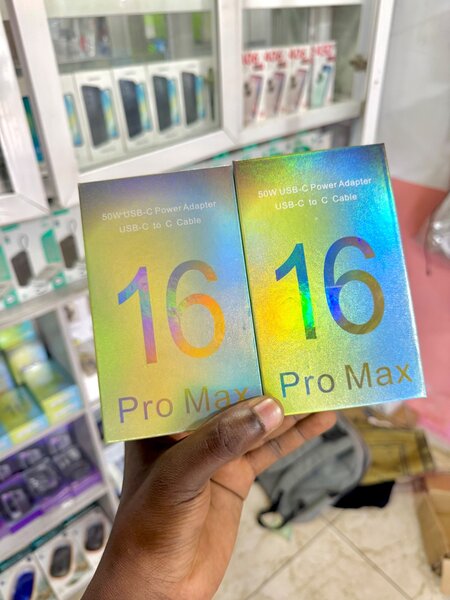 50W USB-C Power Adapter
USB-C to C Cable
16
Pro Max
50W USB-C Power Adapter
USB-C to C Cable
16
Pro Max